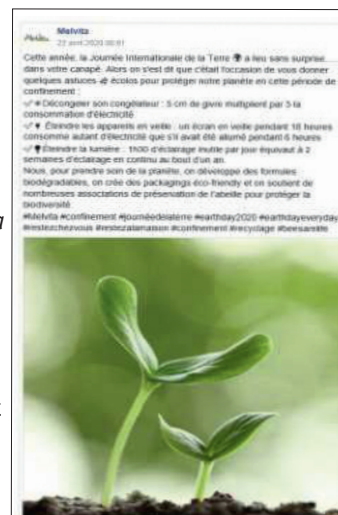 Melvita
Melvita
22 avril 2020 08:01
Cette année, la Journée Internationale de la Terre 🌍 a lieu sans surprise...
dans votre canapé. Alors on s'est dit que c'était l'occasion de vous donner
quelques astuces écolos pour protéger notre planète en cette période de
confinement :
Décongeler son congélateur : 5 cm de givre multiplient par 3 la
consommation d'électricité
Éteindre les appareils en veille : un écran en veille pendant 18 heures
consomme autant d'électricité que s'il avait été allumé pendant 6 heures
Éteindre la lumière : 1h00 d'éclairage inutile par jour équivaut à 2
semaines d'éclairage en continu au bout d'un an.
Nous, pour prendre soin de la planète, on développe des formules
biodégradables, on crée des packagings éco-friendly et on soutient de
nombreuses associations de préservation de l'abeille pour protéger la
biodiversité.
#Melvita #confinement #journéedelaterre #earthday2020 #earthdayeveryday
#restezchezvous #restezalamaison #confinement #recyclage
a